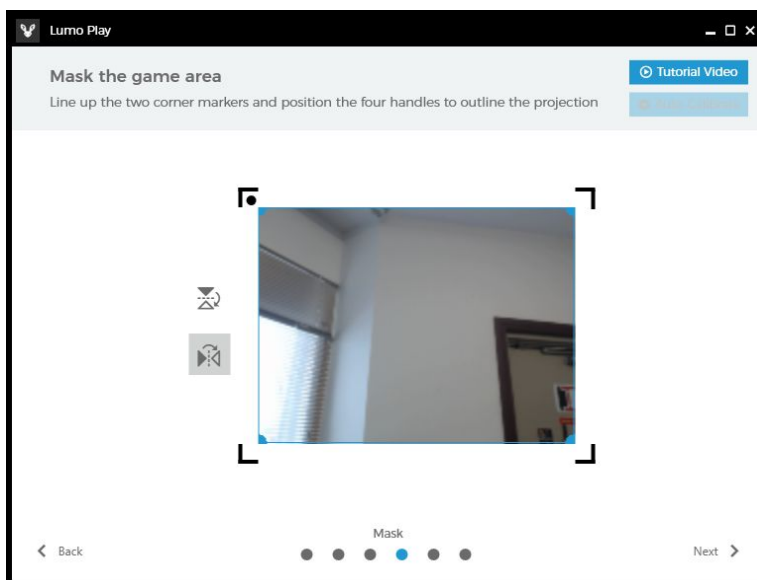 Lumo Play
Mask the game area
Line up the two corner markers and position the four handles to outline the projection
Tutorial Video
Mask
Back
Next